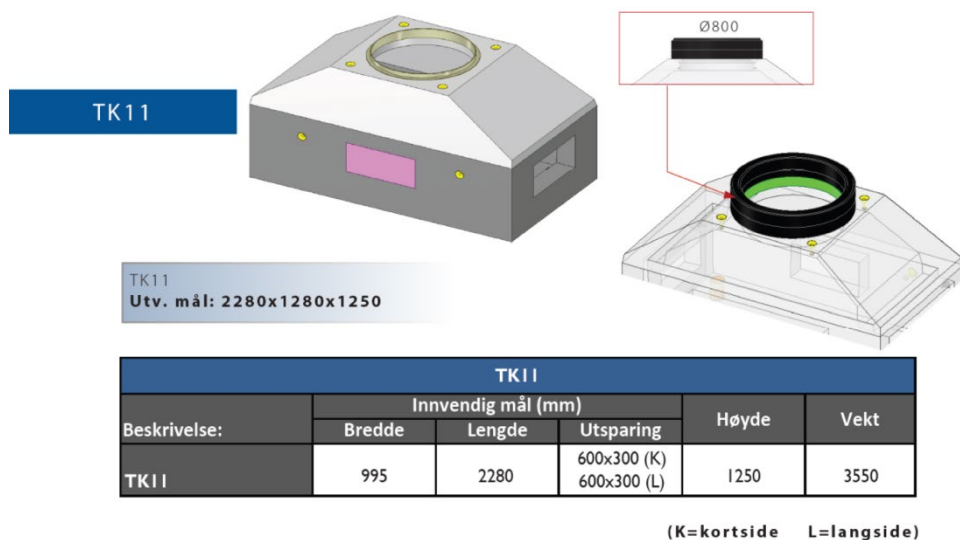 Ø800
TK11
TK11
Utv. mål: 2280x1280x1250
TK11
Beskrivelse: Innvendig mål (mm) Høyde Vekt
Bredde Lengde Utsparing
TK11 995 2280 600x300 (K) 1250 3550
600x300 (L)
(K=kortside L=langside)